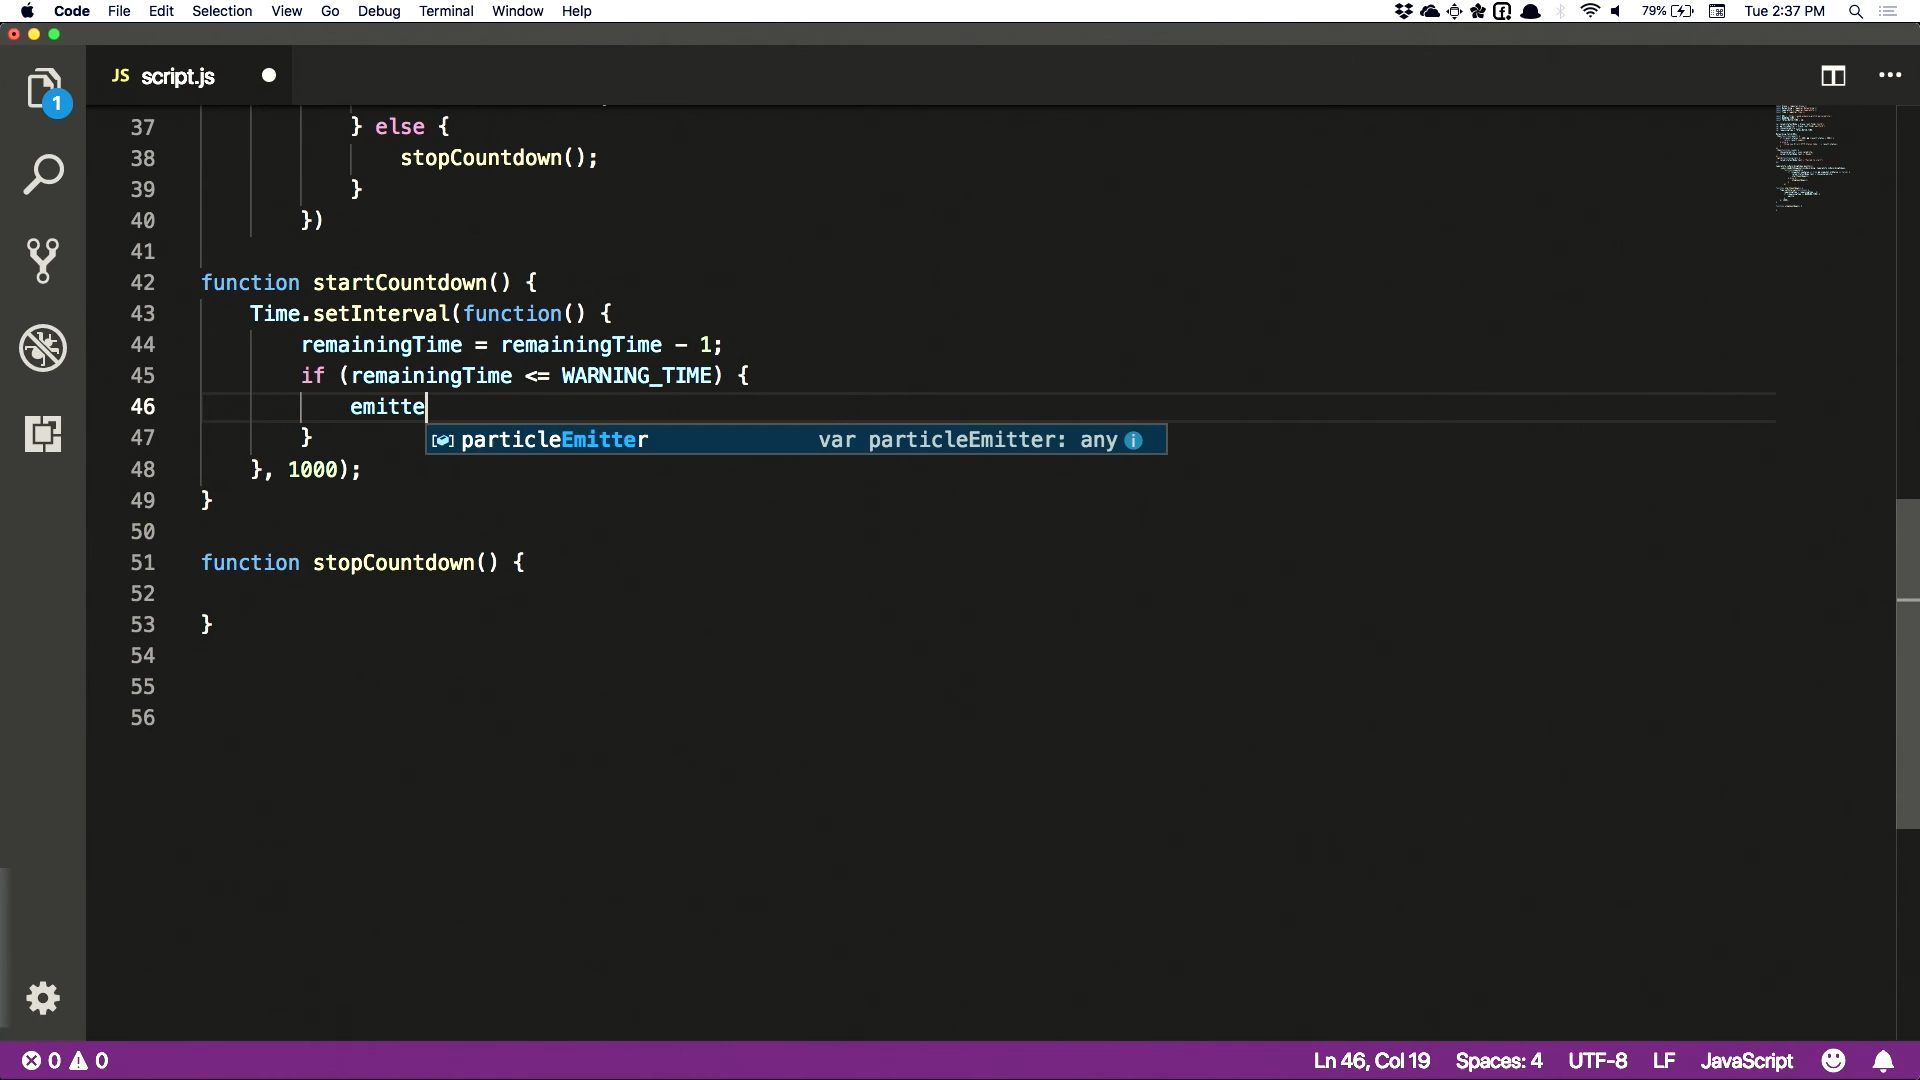 Code File Edit Selection View Go Debug Terminal Window Help 79% Tue 2:37 PM
JS script.js
1
37 } else {
38 stopCountdown();
39 }
40 })
41
42 function startCountdown() {
43 Time.setInterval(function() {
44 remainingTime = remainingTime - 1;
45 if (remainingTime <= WARNING_TIME) {
46 emitte
particleEmitter var particleEmitter: any
47 }
48 }, 1000);
49 }
50
51 function stopCountdown() {
52
53 }
54
55
56
0 0 Ln 46, Col 19 Spaces: 4 UTF-8 LF JavaScript